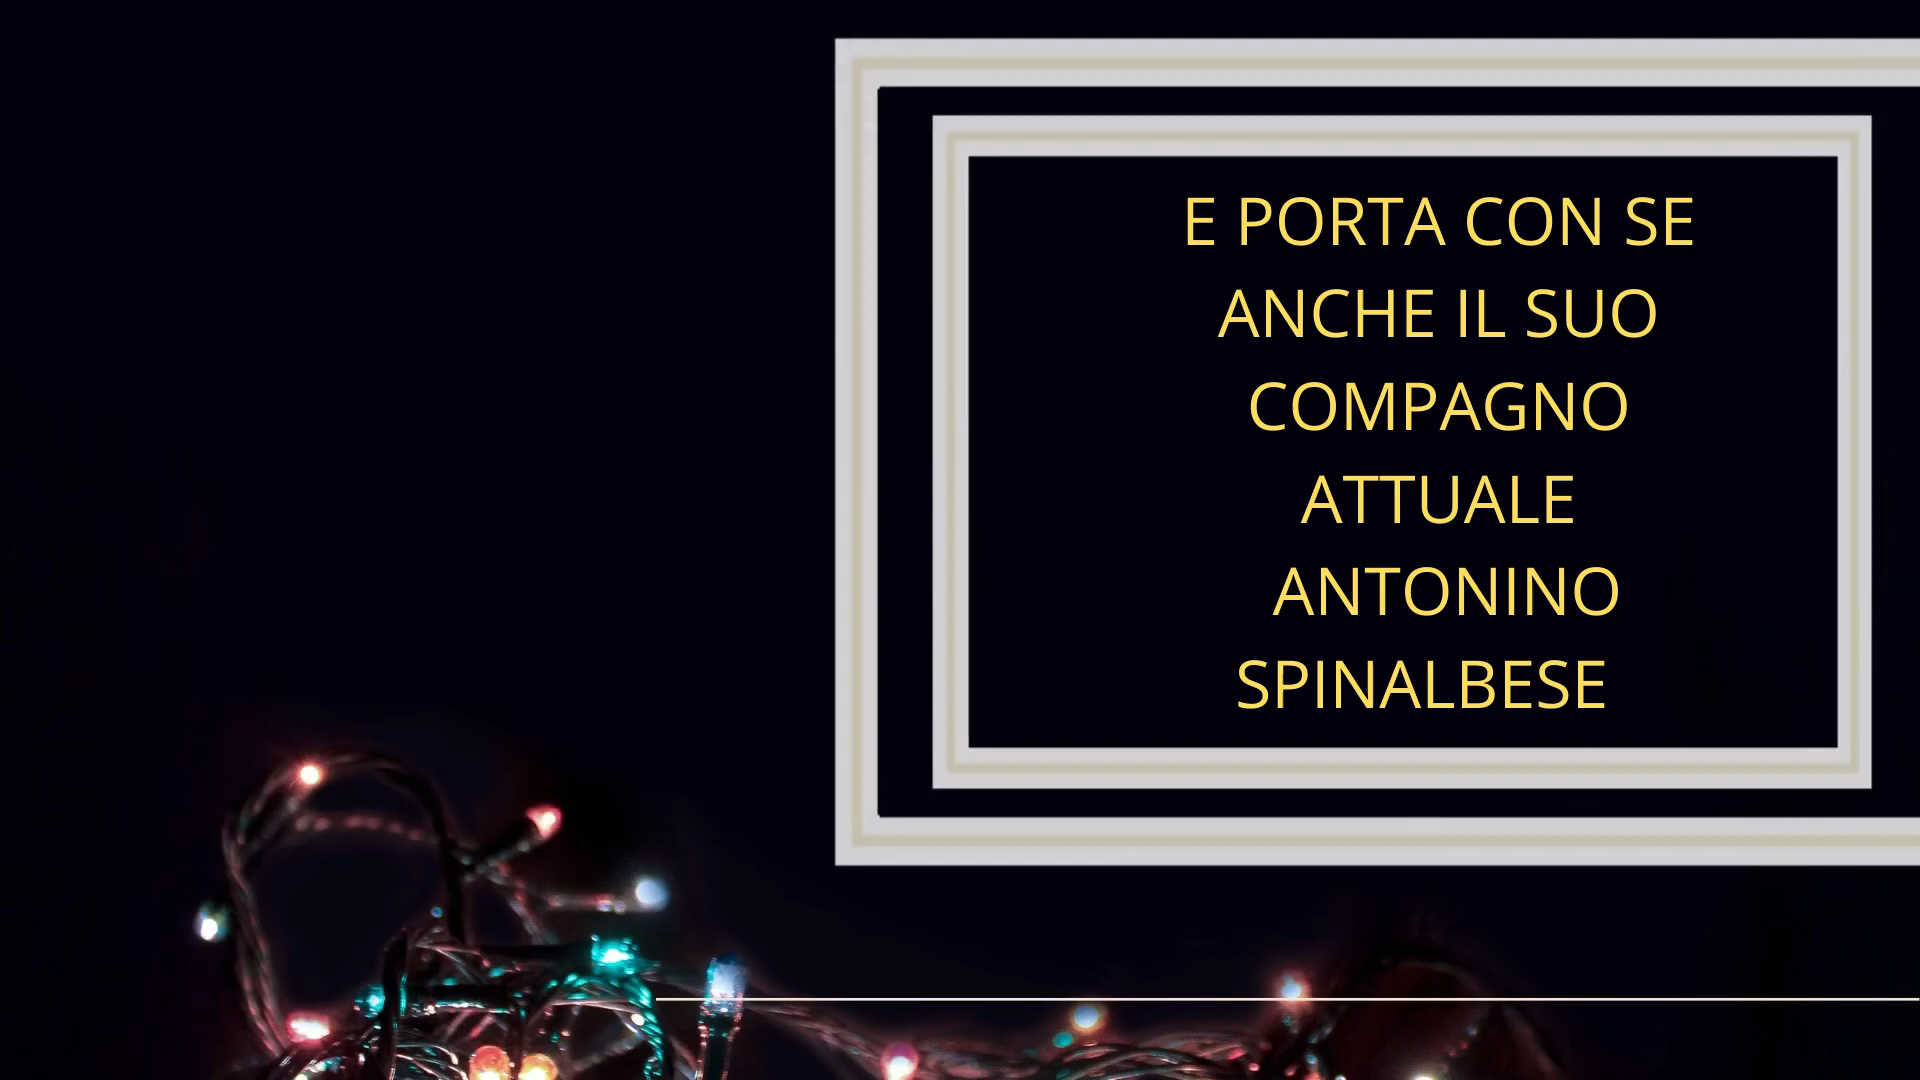 E PORTA CON SE
ANCHE IL SUO
COMPAGNO
ATTUALE
ANTONINO
SPINALBESE